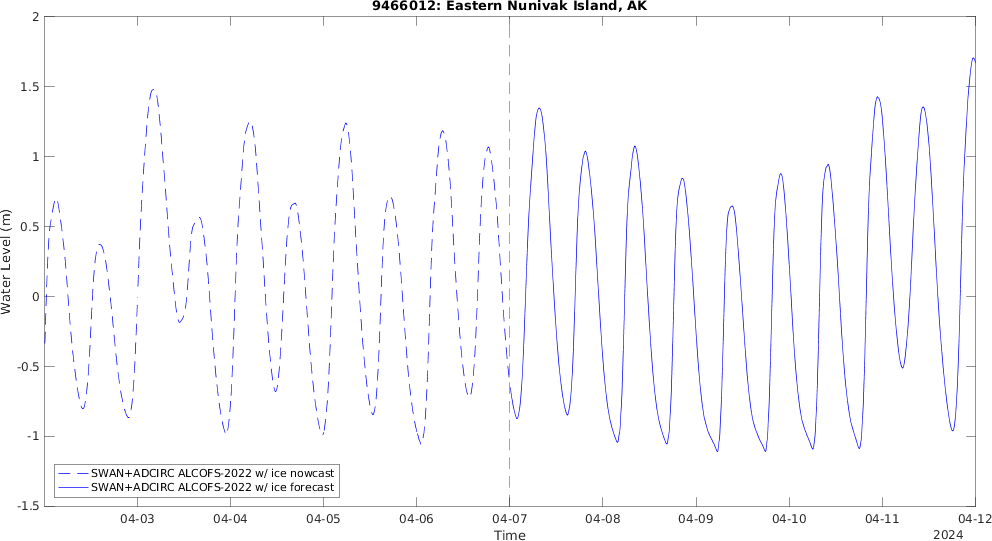 9466012: Eastern Nunivak Island, AK
2
1.5
1
0.5
0
-0.5
-1
-1.5
Water Level (m)
SWAN+ADCIRC ALCOFS-2022 w/ ice nowcast
SWAN+ADCIRC ALCOFS-2022 w/ ice forecast
04-03 04-04 04-05 04-06 04-07 04-08 04-09 04-10 04-11 04-12
Time
2024